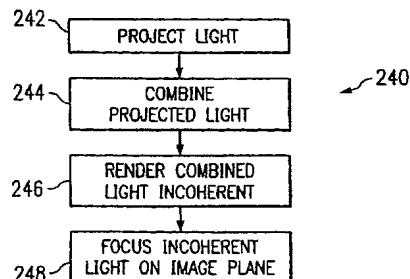 242
PROJECT LIGHT
244
COMBINE
PROJECTED LIGHT
240
246
RENDER COMBINED
LIGHT INCOHERENT
248
FOCUS INCOHERENT
LIGHT ON IMAGE PLANE